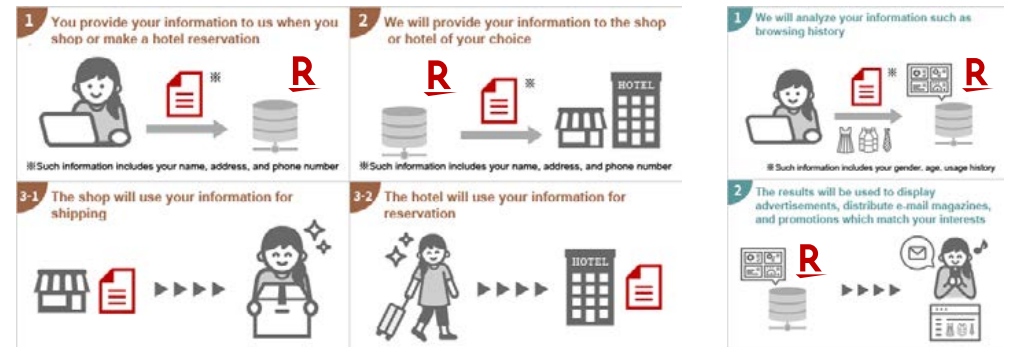 1 You provide your information to us when you
shop or make a hotel reservation
※
R
※Such information includes your name, address, and phone number
2 We will provide your information to the shop
or hotel of your choice
R
※
HOTEL
※Such information includes your name, address, and phone number
3-1 The shop will use your information for
shipping
3-2 The hotel will use your information for
reservation
HOTEL
1 We will analyze your information such as
browsing history
※
R
※Such information includes your gender, age, usage history
2 The results will be used to display
advertisements, distribute e-mail magazines,
and promotions which match your interests
R